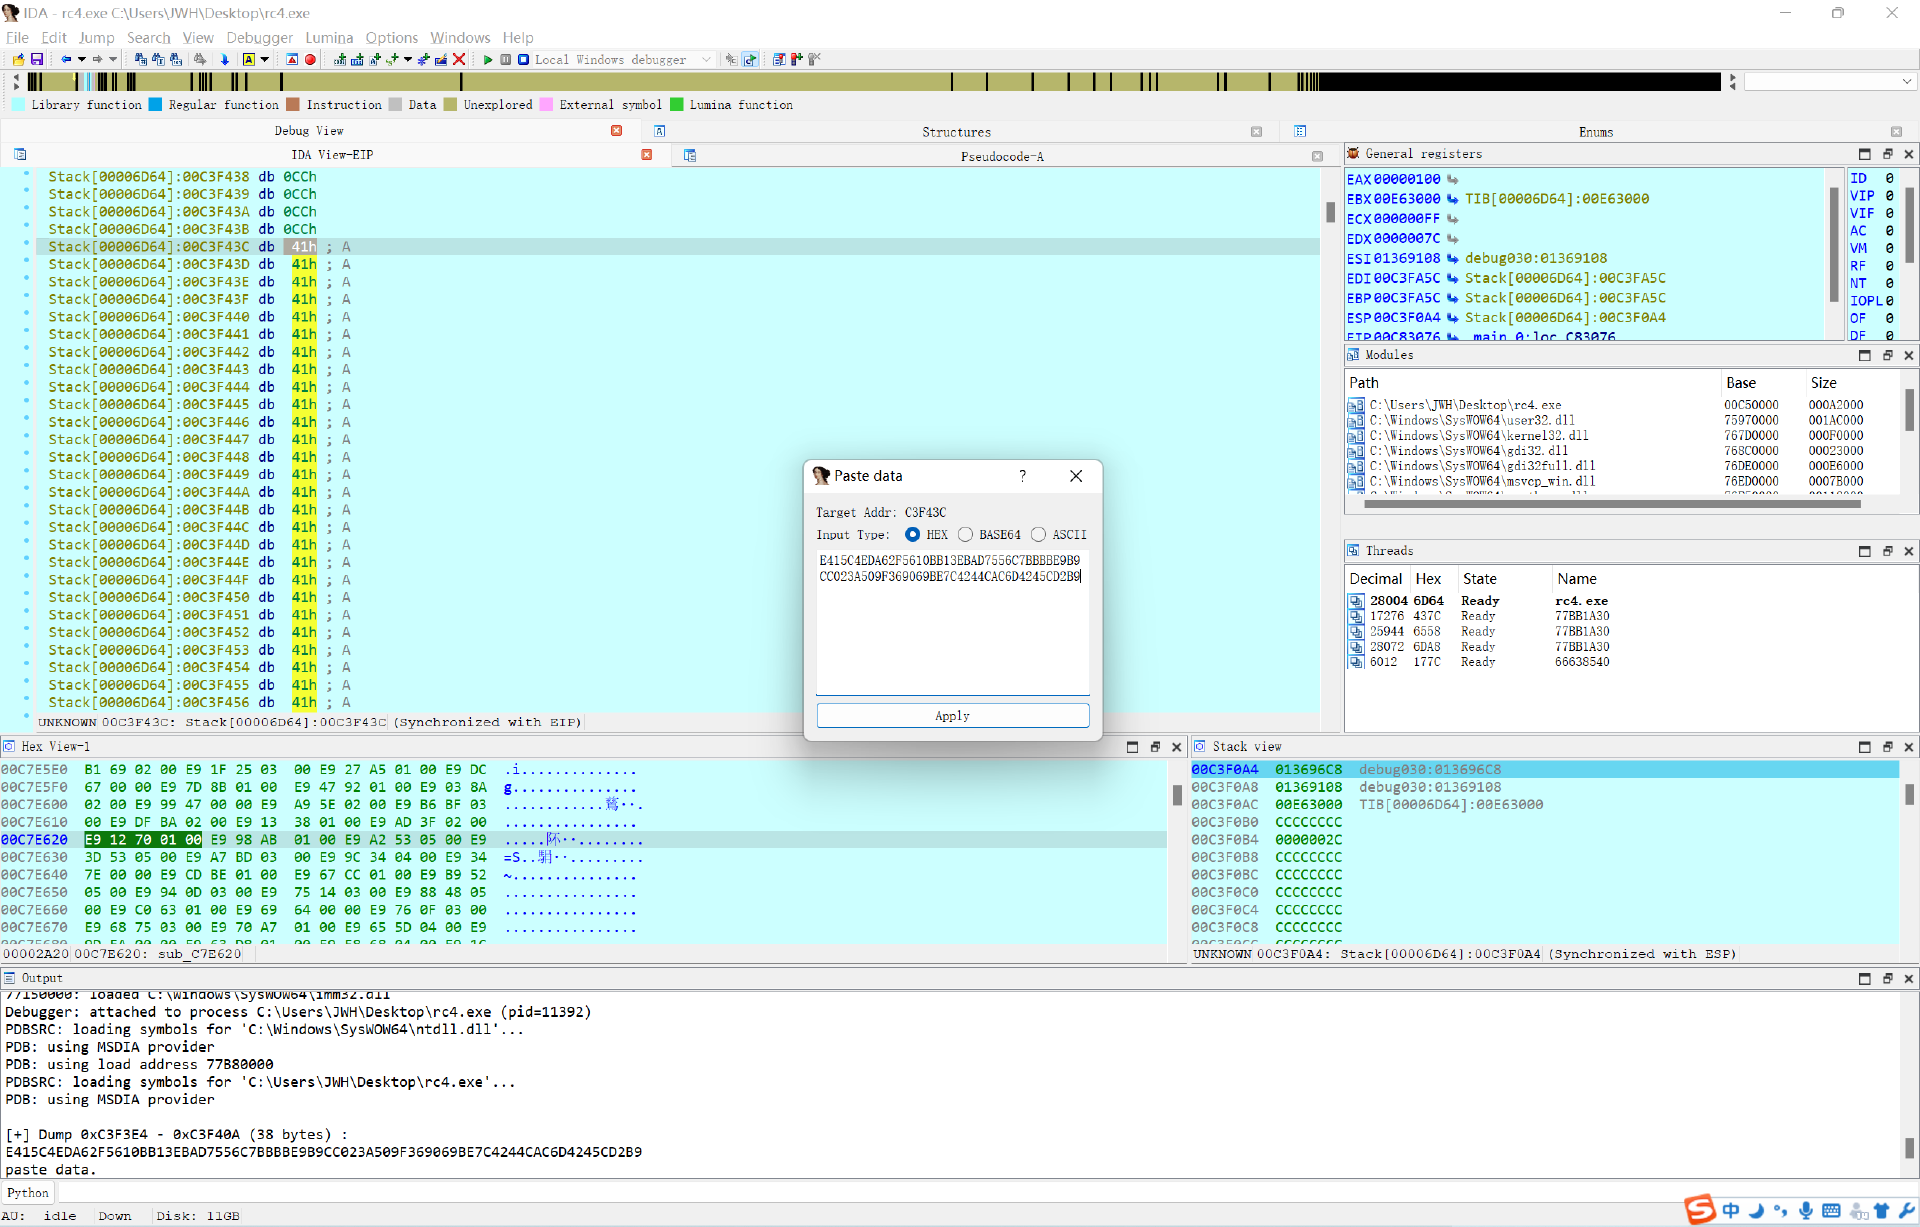 IDA - rc4.exe C:\Users\JWH\Desktop\rc4.exe
File Edit Jump Search View Debugger Lumina Options Windows Help
Local Windows debugger
Library function Regular function Instruction Data Unexplored External symbol Lumina function
Debug View Structures Enums
IDA View-EIP Pseudocode-A
Stack[00006D64]:00C3F438 db 0CCh
Stack[00006D64]:00C3F439 db 0CCh
Stack[00006D64]:00C3F43A db 0CCh
Stack[00006D64]:00C3F43B db 0CCh
Stack[00006D64]:00C3F43C db 41h ; A
Stack[00006D64]:00C3F43D db 41h ; A
Stack[00006D64]:00C3F43E db 41h ; A
Stack[00006D64]:00C3F43F db 41h ; A
Stack[00006D64]:00C3F440 db 41h ; A
Stack[00006D64]:00C3F441 db 41h ; A
Stack[00006D64]:00C3F442 db 41h ; A
Stack[00006D64]:00C3F443 db 41h ; A
Stack[00006D64]:00C3F444 db 41h ; A
Stack[00006D64]:00C3F445 db 41h ; A
Stack[00006D64]:00C3F446 db 41h ; A
Stack[00006D64]:00C3F447 db 41h ; A
Stack[00006D64]:00C3F448 db 41h ; A
Stack[00006D64]:00C3F449 db 41h ; A
Stack[00006D64]:00C3F44A db 41h ; A
Stack[00006D64]:00C3F44B db 41h ; A
Stack[00006D64]:00C3F44C db 41h ; A
Stack[00006D64]:00C3F44D db 41h ; A
Stack[00006D64]:00C3F44E db 41h ; A
Stack[00006D64]:00C3F44F db 41h ; A
Stack[00006D64]:00C3F450 db 41h ; A
Stack[00006D64]:00C3F451 db 41h ; A
Stack[00006D64]:00C3F452 db 41h ; A
Stack[00006D64]:00C3F453 db 41h ; A
Stack[00006D64]:00C3F454 db 41h ; A
Stack[00006D64]:00C3F455 db 41h ; A
Stack[00006D64]:00C3F456 db 41h ; A
UNKNOWN 00C3F43C: Stack[00006D64]:00C3F43C (Synchronized with EIP)
General registers
EAX 00000100
EBX 00E63000 TIB[00006D64]:00E63000
ECX 000000FF
EDX 0000007C
ESI 01369108 debug030:01369108
EDI 00C3FA5C Stack[00006D64]:00C3FA5C
EBP 00C3FA5C Stack[00006D64]:00C3FA5C
ESP 00C3F0A4 Stack[00006D64]:00C3F0A4
EIP 00C83076 main_0:loc_C83076
ID 0
VIP 0
VIF 0
AC 0
VM 0
RF 0
NT 0
IOPL 0
OF 0
DF 0
Modules
Path Base Size
C:\Users\JWH\Desktop\rc4.exe 00C50000 000A2000
C:\Windows\SysWOW64\user32.dll 75970000 001AC000
C:\Windows\SysWOW64\kernel32.dll 767D0000 000F0000
C:\Windows\SysWOW64\gdi32.dll 768C0000 00023000
C:\Windows\SysWOW64\gdi32full.dll 76DE0000 000E6000
C:\Windows\SysWOW64\msvcp_win.dll 76ED0000 0007B000
Paste data ?
Target Addr: C3F43C
Input Type: HEX BASE64 ASCII
E415C4EDA62F5610BB13EBAD7556C7BBBBE9B9
CC023A509F369069BE7C4244CAC6D4245CD2B9
Apply
Threads
Decimal Hex State Name
28004 6D64 Ready rc4.exe
17276 437C Ready 77BB1A30
25944 6558 Ready 77BB1A30
28072 6DA8 Ready 77BB1A30
6012 177C Ready 66638540
Hex View-1
00C7E5E0 B1 69 02 00 E9 1F 25 03 00 E9 27 A5 01 00 E9 DC .i..............
00C7E5F0 67 00 00 E9 7D 8B 01 00 E9 47 92 01 00 E9 03 8A g...............
00C7E600 02 00 E9 99 47 00 00 E9 A9 5E 02 00 E9 B6 BF 03
00C7E610 00 E9 DF BA 02 00 E9 13 38 01 00 E9 AD 3F 02 00 ................
00C7E620 E9 12 70 01 00 E9 98 AB 01 00 E9 A2 53 05 00 E9
00C7E630 3D 53 05 00 E9 A7 BD 03 00 E9 9C 34 04 00 E9 34
00C7E640 7E 00 00 E9 CD BE 01 00 E9 67 CC 01 00 E9 B9 52 ~...............
00C7E650 05 00 E9 94 0D 03 00 E9 75 14 03 00 E9 88 48 05 ................
00C7E660 00 E9 C0 63 01 00 E9 69 64 00 00 E9 76 0F 03 00 ................
00C7E670 E9 68 75 03 00 E9 70 A7 01 00 E9 65 5D 04 00 E9 ................
00002A20 00C7E620: sub_C7E620
Stack view
00C3F0A4 013696C8 debug030:013696C8
00C3F0A8 01369108 debug030:01369108
00C3F0AC 00E63000 TIB[00006D64]:00E63000
00C3F0B0 CCCCCCCC
00C3F0B4 0000002C
00C3F0B8 CCCCCCCC
00C3F0BC CCCCCCCC
00C3F0C0 CCCCCCCC
00C3F0C4 CCCCCCCC
00C3F0C8 CCCCCCCC
UNKNOWN 00C3F0A4: Stack[00006D64]:00C3F0A4 (Synchronized with ESP)
Output
77150000: loaded C:\Windows\SysWOW64\imm32.dll
Debugger: attached to process C:\Users\JWH\Desktop\rc4.exe (pid=11392)
PDBSRC: loading symbols for 'C:\Windows\SysWOW64\ntdll.dll'...
PDB: using MSDIA provider
PDB: using load address 77B80000
PDBSRC: loading symbols for 'C:\Users\JWH\Desktop\rc4.exe'...
PDB: using MSDIA provider
[+] Dump 0xC3F3E4 - 0xC3F40A (38 bytes) :
E415C4EDA62F5610BB13EBAD7556C7BBBBE9B9CC023A509F369069BE7C4244CAC6D4245CD2B9
paste data.
Python
AU: idle Down Disk: 11GB
中